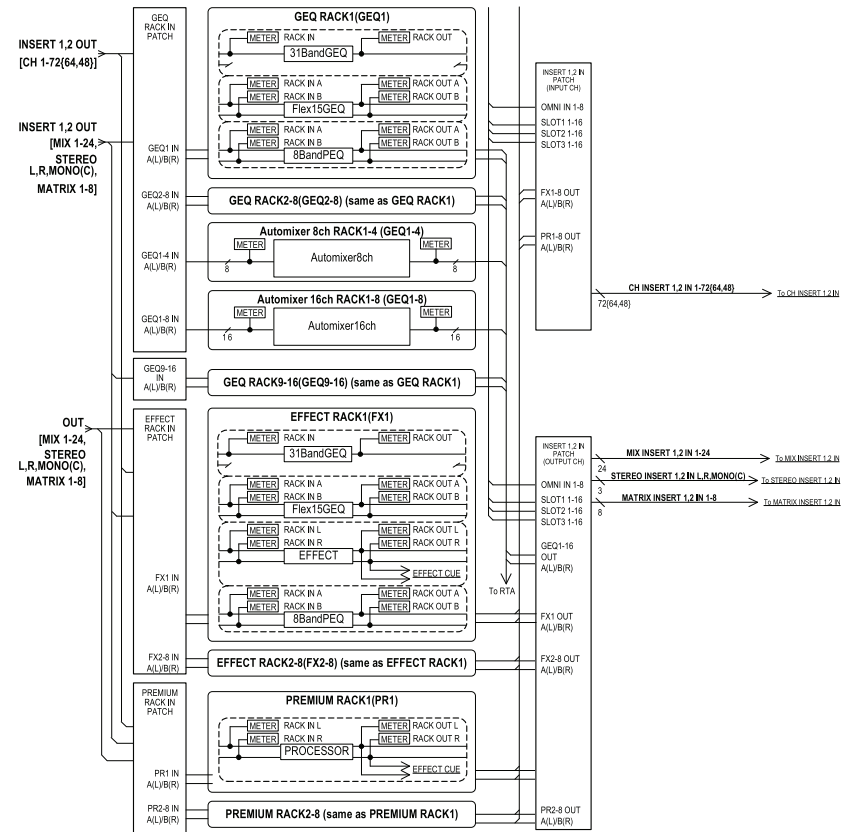 INSERT 1,2 OUT
[CH 1-72{64,48}]
INSERT 1,2 OUT
[MIX 1-24,
STEREO
L,R,MONO(C),
MATRIX 1-8]
OUT
[MIX 1-24,
STEREO
L,R,MONO(C),
MATRIX 1-8]
GEQ
RACK IN
PATCH
GEQ1 IN
A(L)/B(R)
GEQ2-8 IN
A(L)/B(R)
GEQ1-4 IN
A(L)/B(R)
GEQ1-8 IN
A(L)/B(R)
GEQ9-16
IN
A(L)/B(R)
EFFECT
RACK IN
PATCH
FX1 IN
A(L)/B(R)
FX2-8 IN
A(L)/B(R)
PREMIUM
RACK IN
PATCH
PR1 IN
A(L)/B(R)
PR2-8 IN
A(L)/B(R)
GEQ RACK1(GEQ1)
METER RACK IN METER RACK OUT
31BandGEQ
METER RACK IN A METER RACK OUT A
METER RACK IN B METER RACK OUT B
Flex15GEQ
METER RACK IN A METER RACK OUT A
METER RACK IN B METER RACK OUT B
8BandPEQ
GEQ RACK2-8(GEQ2-8) (same as GEQ RACK1)
Automixer 8ch RACK1-4 (GEQ1-4)
METER METER
Automixer8ch
8 8
Automixer 16ch RACK1-8 (GEQ1-8)
METER METER
Automixer16ch
16 16
GEQ RACK9-16(GEQ9-16) (same as GEQ RACK1)
EFFECT RACK1(FX1)
METER RACK IN METER RACK OUT
31BandGEQ
METER RACK IN A METER RACK OUT A
METER RACK IN B METER RACK OUT B
Flex15GEQ
METER RACK IN L METER RACK OUT L
METER RACK IN R METER RACK OUT R
EFFECT
EFFECT CUE
METER RACK IN A METER RACK OUT A
METER RACK IN B METER RACK OUT B
8BandPEQ
EFFECT RACK2-8(FX2-8) (same as EFFECT RACK1)
PREMIUM RACK1(PR1)
METER RACK IN L METER RACK OUT L
METER RACK IN R METER RACK OUT R
PROCESSOR
EFFECT CUE
PREMIUM RACK2-8 (same as PREMIUM RACK1)
To RTA
INSERT 1,2 IN
PATCH
(INPUT CH)
OMNI IN 1-8
SLOT1 1-16
SLOT2 1-16
SLOT3 1-16
FX1-8 OUT
A(L)/B(R)
PR1-8 OUT
A(L)/B(R)
CH INSERT 1,2 IN 1-72{64,48}
72{64,48}
To CH INSERT 1,2 IN
INSERT 1,2 IN
PATCH
(OUTPUT CH)
OMNI IN 1-8
SLOT1 1-16
SLOT2 1-16
SLOT3 1-16
GEQ1-16
OUT
A(L)/B(R)
FX1 OUT
A(L)/B(R)
FX2-8 OUT
A(L)/B(R)
PR2-8 OUT
A(L)/B(R)
MIX INSERT 1,2 IN 1-24
24
To MIX INSERT 1,2 IN
STEREO INSERT 1,2 IN L,R,MONO(C)
3
To STEREO INSERT 1,2 IN
MATRIX INSERT 1,2 IN 1-8
8
To MATRIX INSERT 1,2 IN